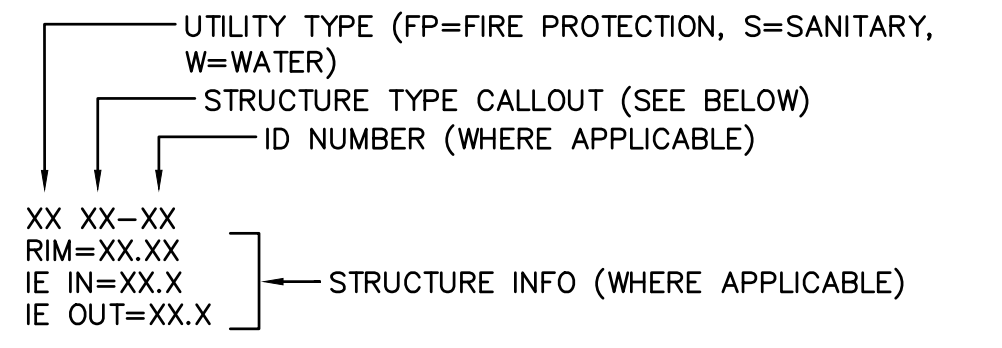 UTILITY TYPE (FP=FIRE PROTECTION, S=SANITARY,
W=WATER)
STRUCTURE TYPE CALLOUT (SEE BELOW)
ID NUMBER (WHERE APPLICABLE)
XX XX-XX
RIM=XX.XX
IE IN=XX.X
IE OUT=XX.X
STRUCTURE INFO (WHERE APPLICABLE)